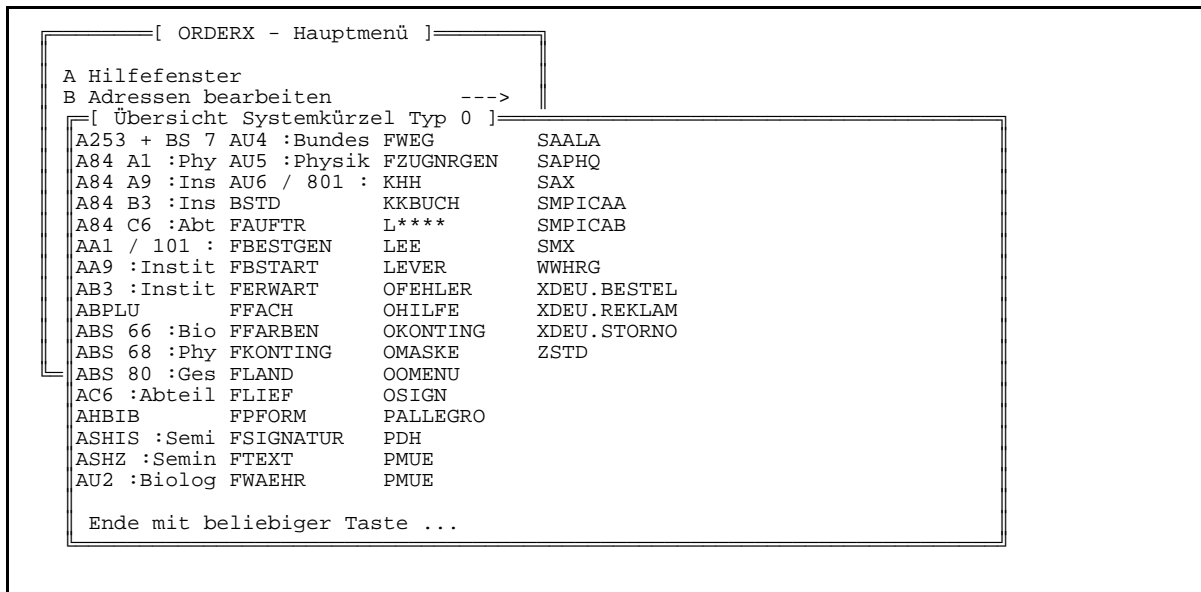 [ ORDERX - Hauptmenü ]
A Hilfefenster
B Adressen bearbeiten --->
[ Übersicht Systemkürzel Typ 0 ]
A253 + BS 7 AU4 :Bundes FWEG SAALA
A84 A1 :Phy AU5 :Physik FZUGNRGEN SAPHQ
A84 A9 :Ins AU6 / 801 : KHH SAX
A84 B3 :Ins BSTD KKBUCH SMPICAA
A84 C6 :Abt FAUFTR L**** SMPICAB
AA1 / 101 : FBESTGEN LEE SMX
AA9 :Instit FBSTART LEVER WWHRG
AB3 :Instit FERWART OFEHLER XDEU.BESTEL
ABPLU FFACH OHILFE XDEU.REKLAM
ABS 66 :Bio FFARBEN OKONTING XDEU.STORNO
ABS 68 :Phy FKONTING OMASKE ZSTD
ABS 80 :Ges FLAND OOMENU
AC6 :Abteil FLIEF OSIGN
AHBIB FPFORM PALLEGRO
ASHIS :Semi FSIGNATUR PDH
ASHZ :Semin FTEXT PMUE
AU2 :Biolog FWAEHR PMUE
Ende mit beliebiger Taste ...